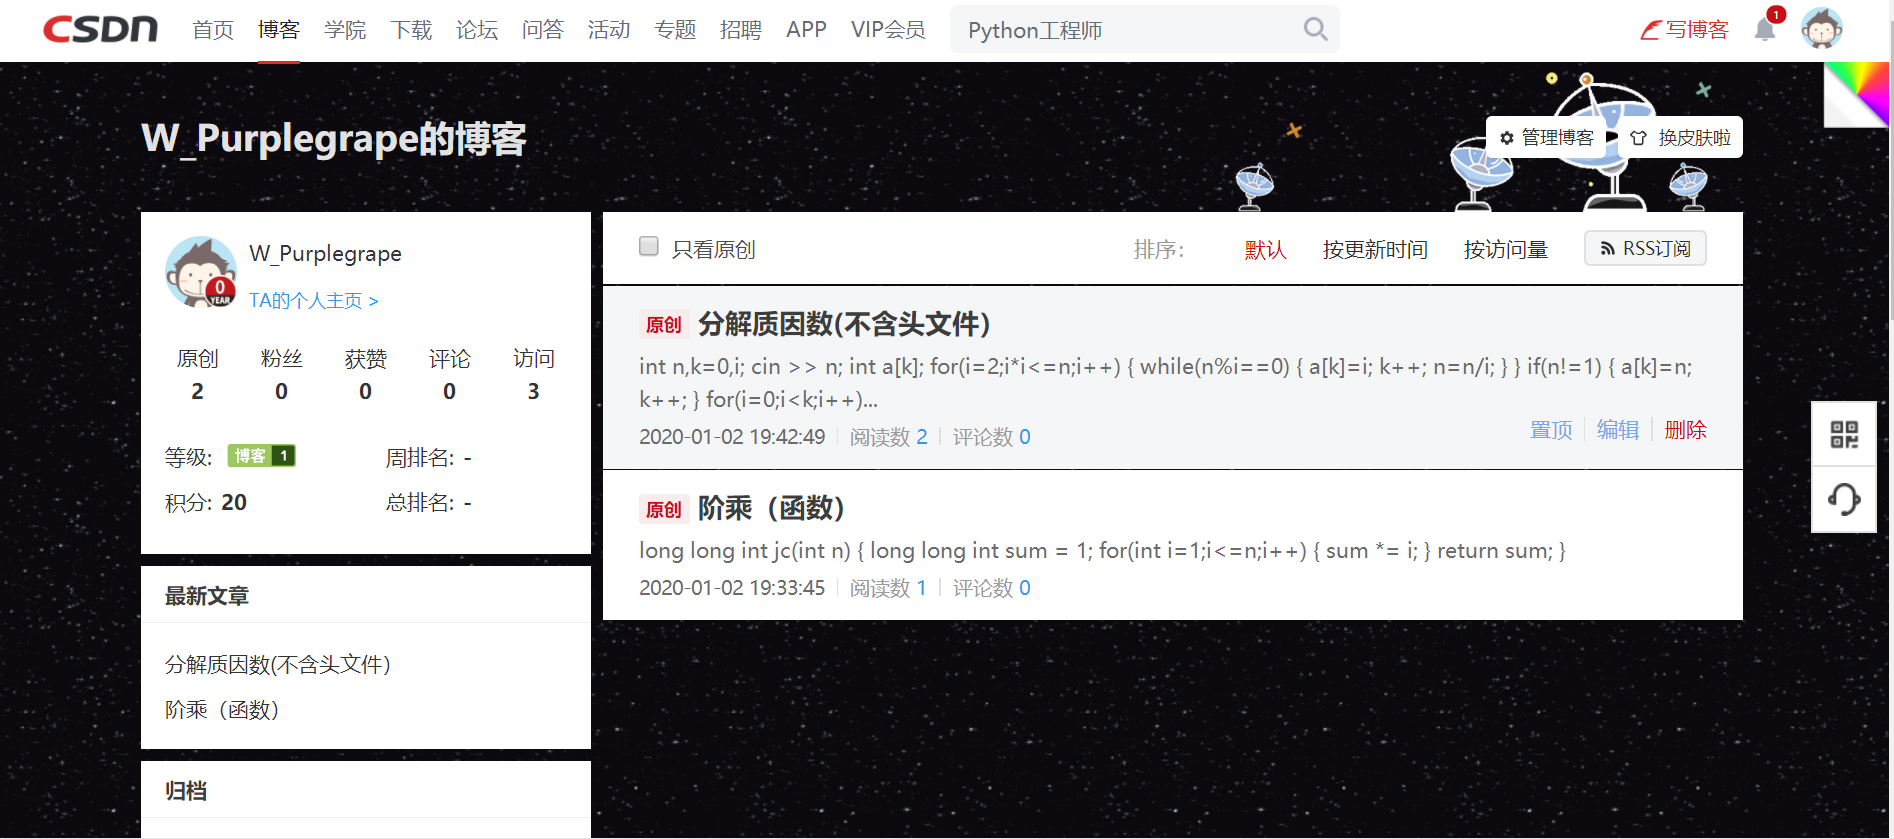 CSDN 首页 博客 学院 下载 论坛 问答 活动 专题 招聘 APP VIP会员 Python工程师 写博客 1
W_Purplegrape的博客
管理博客 换皮肤啦
W_Purplegrape
0 YEAR
TA的个人主页 >
原创 粉丝 获赞 评论 访问
2 0 0 0 3
等级: 博客 1 周排名: -
积分: 20 总排名: -
最新文章
分解质因数(不含头文件)
阶乘（函数）
归档
只看原创 排序: 默认 按更新时间 按访问量 RSS订阅
原创 分解质因数(不含头文件)
int n,k=0,i; cin >> n; int a[k]; for(i=2;i*i<=n;i++) { while(n%i==0) { a[k]=i; k++; n=n/i; } } if(n!=1) { a[k]=n;
k++; } for(i=0;i<k;i++)...
2020-01-02 19:42:49 阅读数 2 评论数 0 置顶 编辑 删除
原创 阶乘（函数）
long long int jc(int n) { long long int sum = 1; for(int i=1;i<=n;i++) { sum *= i; } return sum; }
2020-01-02 19:33:45 阅读数 1 评论数 0